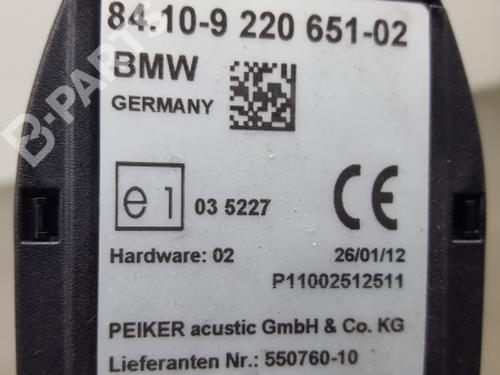 84.10-9 220 651-02
BMW
GERMANY
B-PARTS
e1 03 5227
CE
Hardware: 02 26/01/12
P11002512511
PEIKER acustic GmbH & Co. KG
Lieferanten Nr.: 550760-10